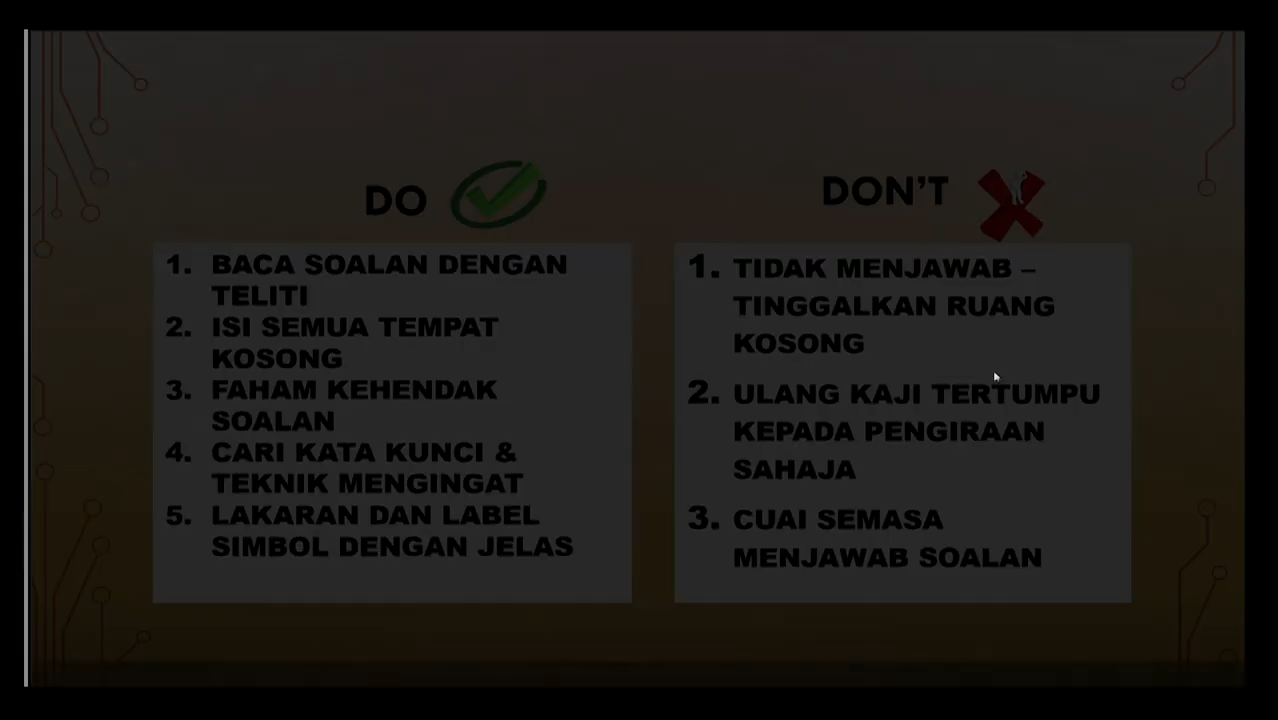 DO
1. BACA SOALAN DENGAN
TELITI
2. ISI SEMUA TEMPAT
KOSONG
3. FAHAM KEHENDAK
SOALAN
4. CARI KATA KUNCI &
TEKNIK MENGINGAT
5. LAKARAN DAN LABEL
SIMBOL DENGAN JELAS
DON'T
1. TIDAK MENJAWAB –
TINGGALKAN RUANG
KOSONG
2. ULANG KAJI TERTUMPU
KEPADA PENGIRAAN
SAHAJA
3. CUAI SEMASA
MENJAWAB SOALAN